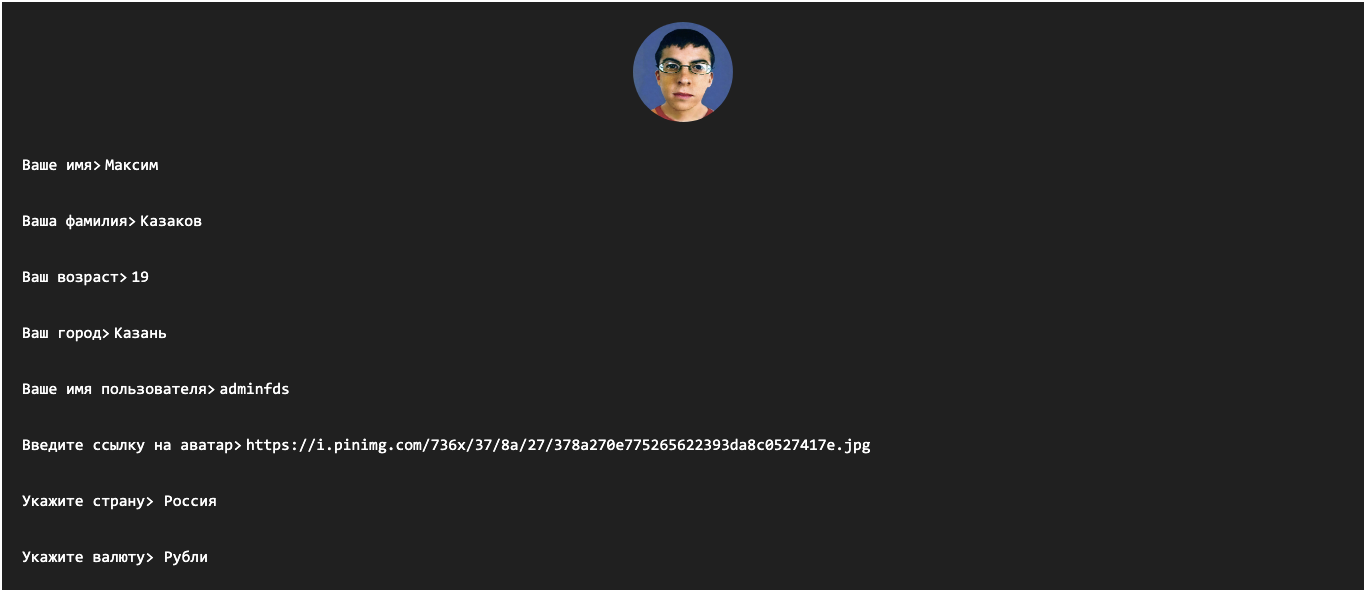 Ваше имя> Максим
Ваша фамилия> Казаков
Ваш возраст> 19
Ваш город> Казань
Ваше имя пользователя> adminfds
Введите ссылку на аватар> https://i.pinimg.com/736x/37/8a/27/378a270e775265622393da8c0527417e.jpg
Укажите страну> Россия
Укажите валюту> Рубли